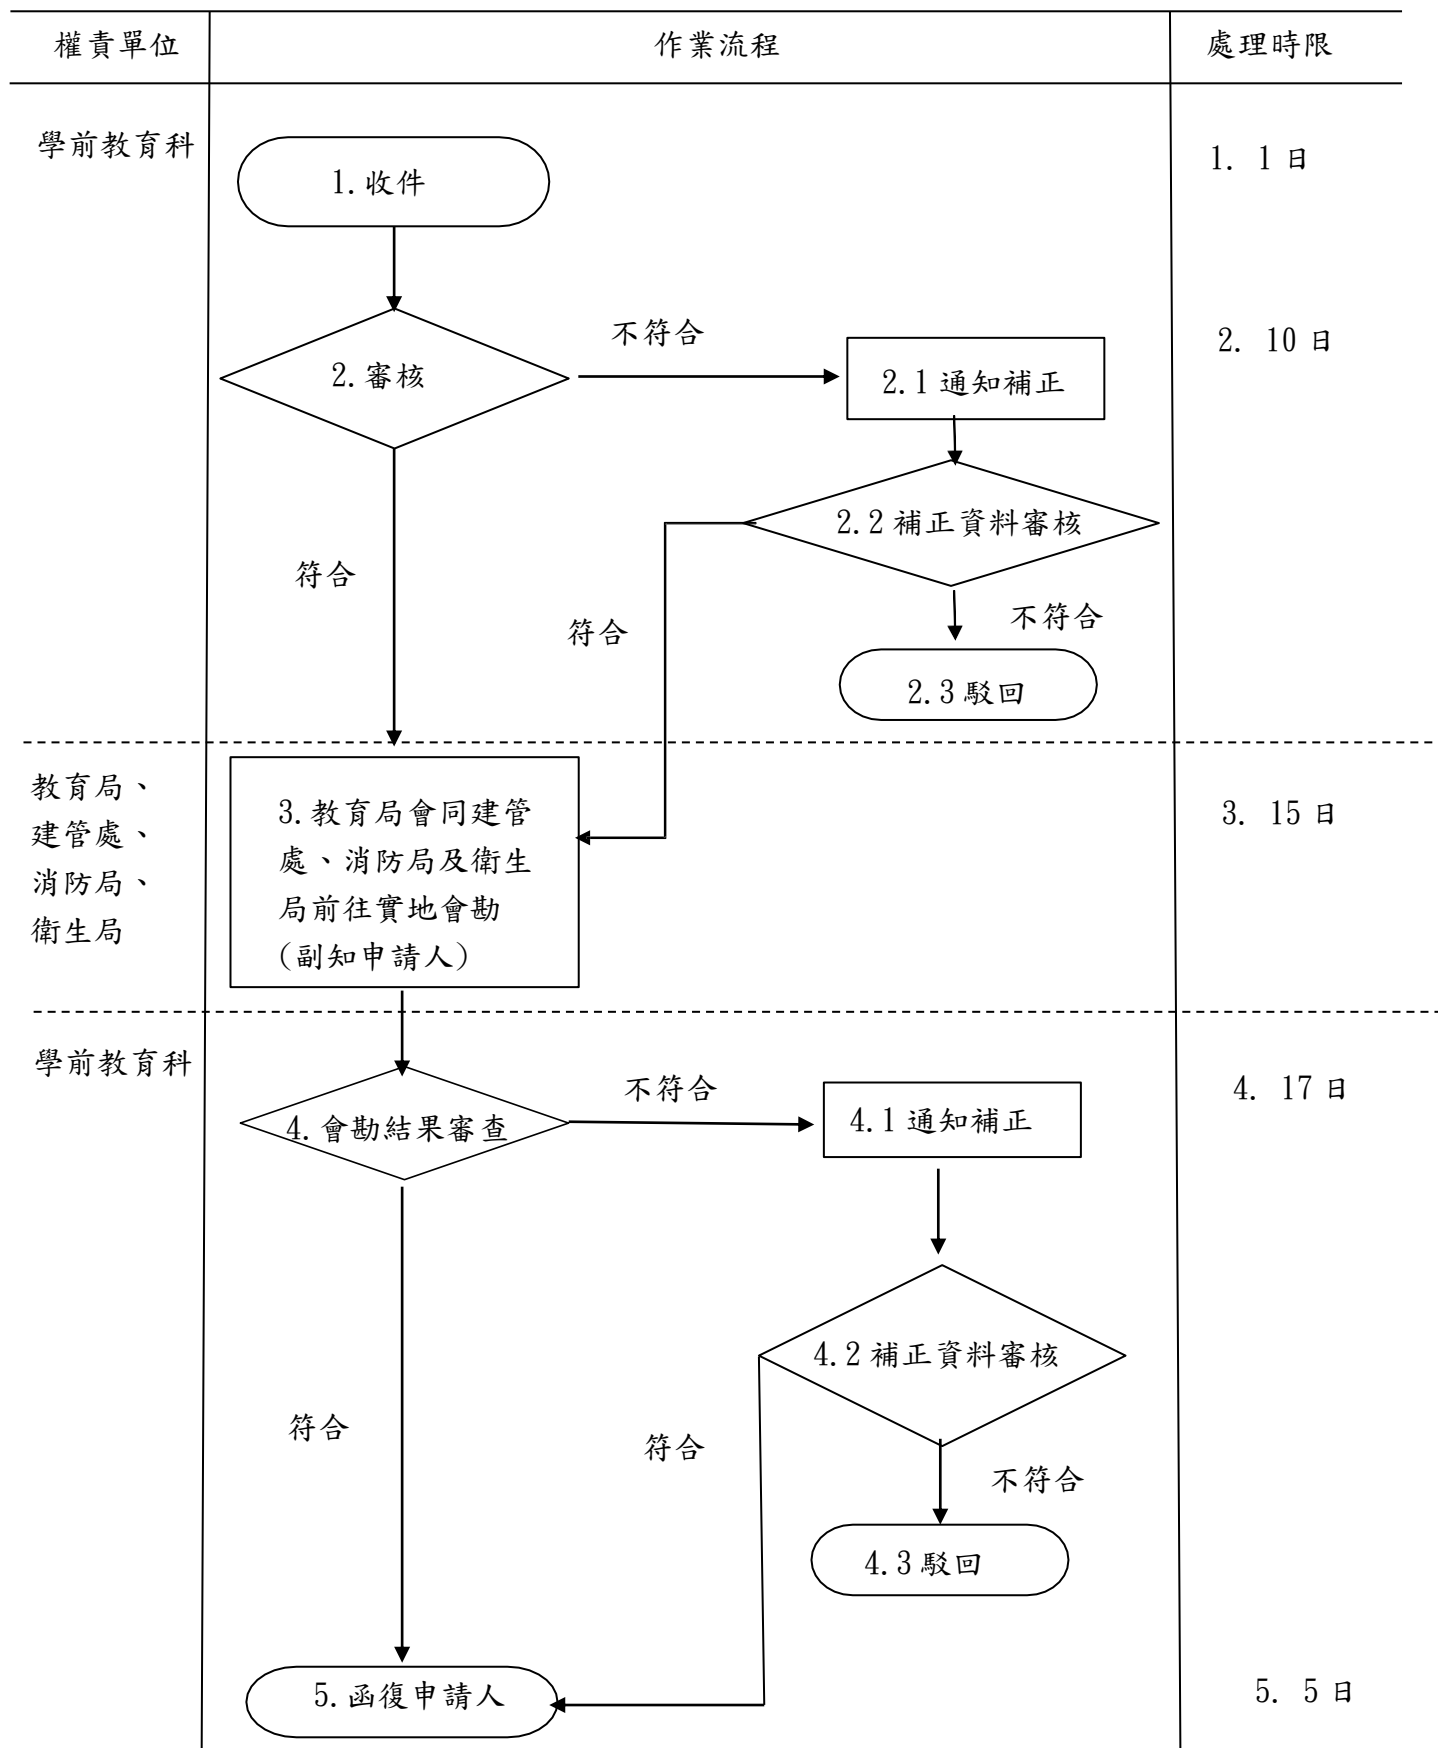 權責單位
作業流程
處理時限
學前教育科
1.收件
1. 1日
2.審核
不符合
2.1通知補正
2. 10日
2.2補正資料審核
符合
符合
不符合
2.3駁回
教育局、
建管處、
消防局、
衛生局
3.教育局會同建管
處、消防局及衛生
局前往實地會勘
(副知申請人)
3. 15日
學前教育科
4.會勘結果審查
不符合
4.1通知補正
4. 17日
4.2補正資料審核
符合
符合
不符合
4.3駁回
5.函復申請人
5. 5日